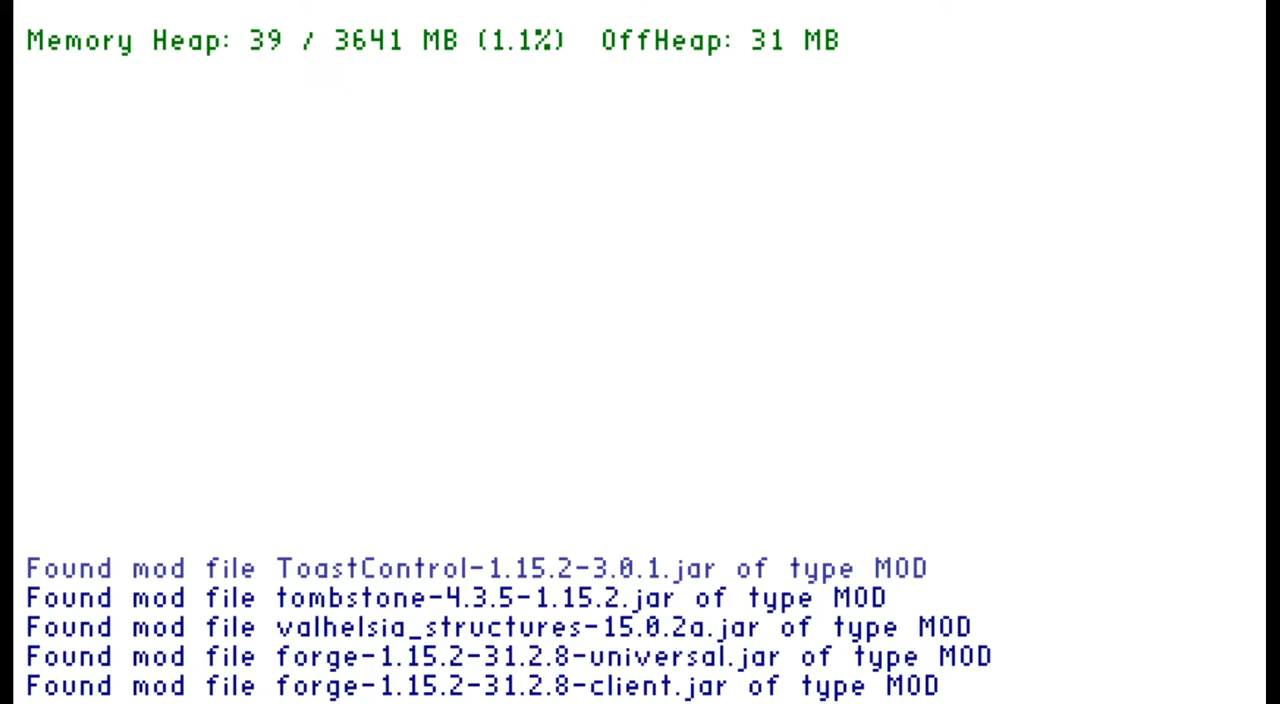 Memory Heap: 39 / 3641 MB (1.1%)  OffHeap: 31 MB
Found mod file ToastControl-1.15.2-3.0.1.jar of type MOD
Found mod file tombstone-4.3.5-1.15.2.jar of type MOD
Found mod file valhelsia_structures-15.0.2a.jar of type MOD
Found mod file forge-1.15.2-31.2.8-universal.jar of type MOD
Found mod file forge-1.15.2-31.2.8-client.jar of type MOD